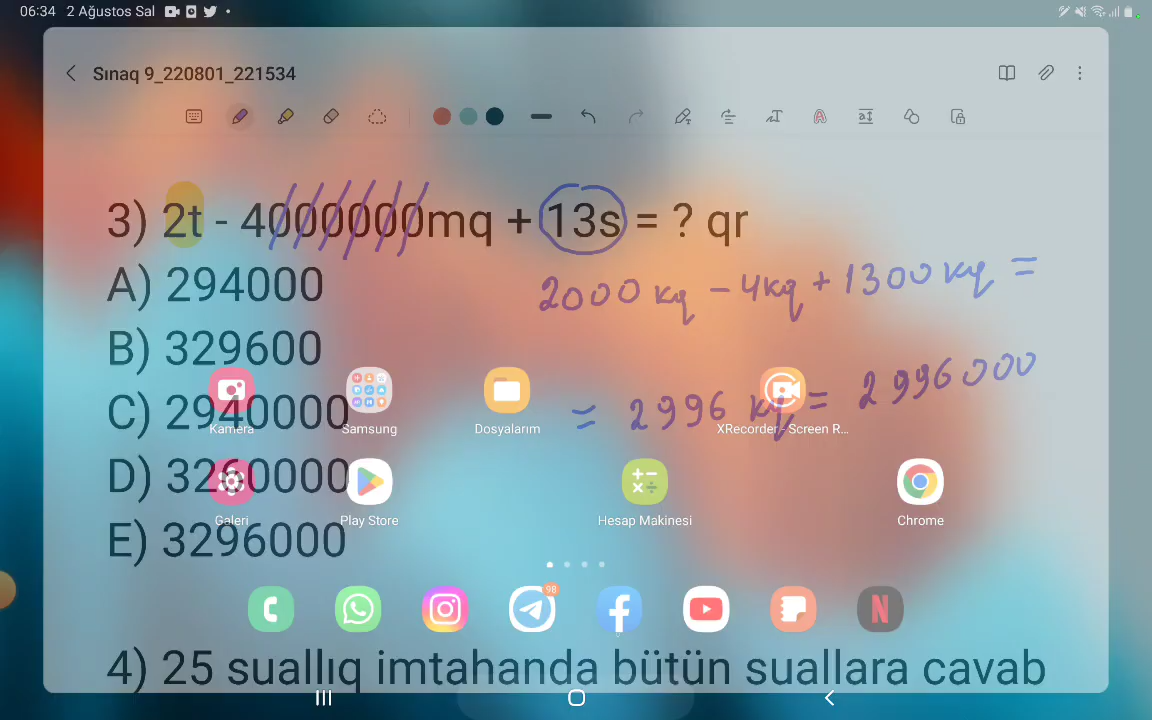 06:34 2 Ağustos Sal
Sınaq 9_220801_221534
3) 2t - 4000000mq + 13s = ? qr
2000 kq - 4kq + 1300 kq =
A) 294000
B) 329600
= 2996 kq = 2996000
C) 2940000
D) 3260000
E) 3296000
Kamera Samsung Dosyalarım XRecorder - Screen R...
Galeri Play Store Hesap Makinesi Chrome
98
4) 25 suallıq imtahanda bütün suallara cavab